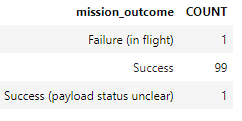 mission_outcome COUNT
Failure (in flight) 1
Success 99
Success (payload status unclear) 1